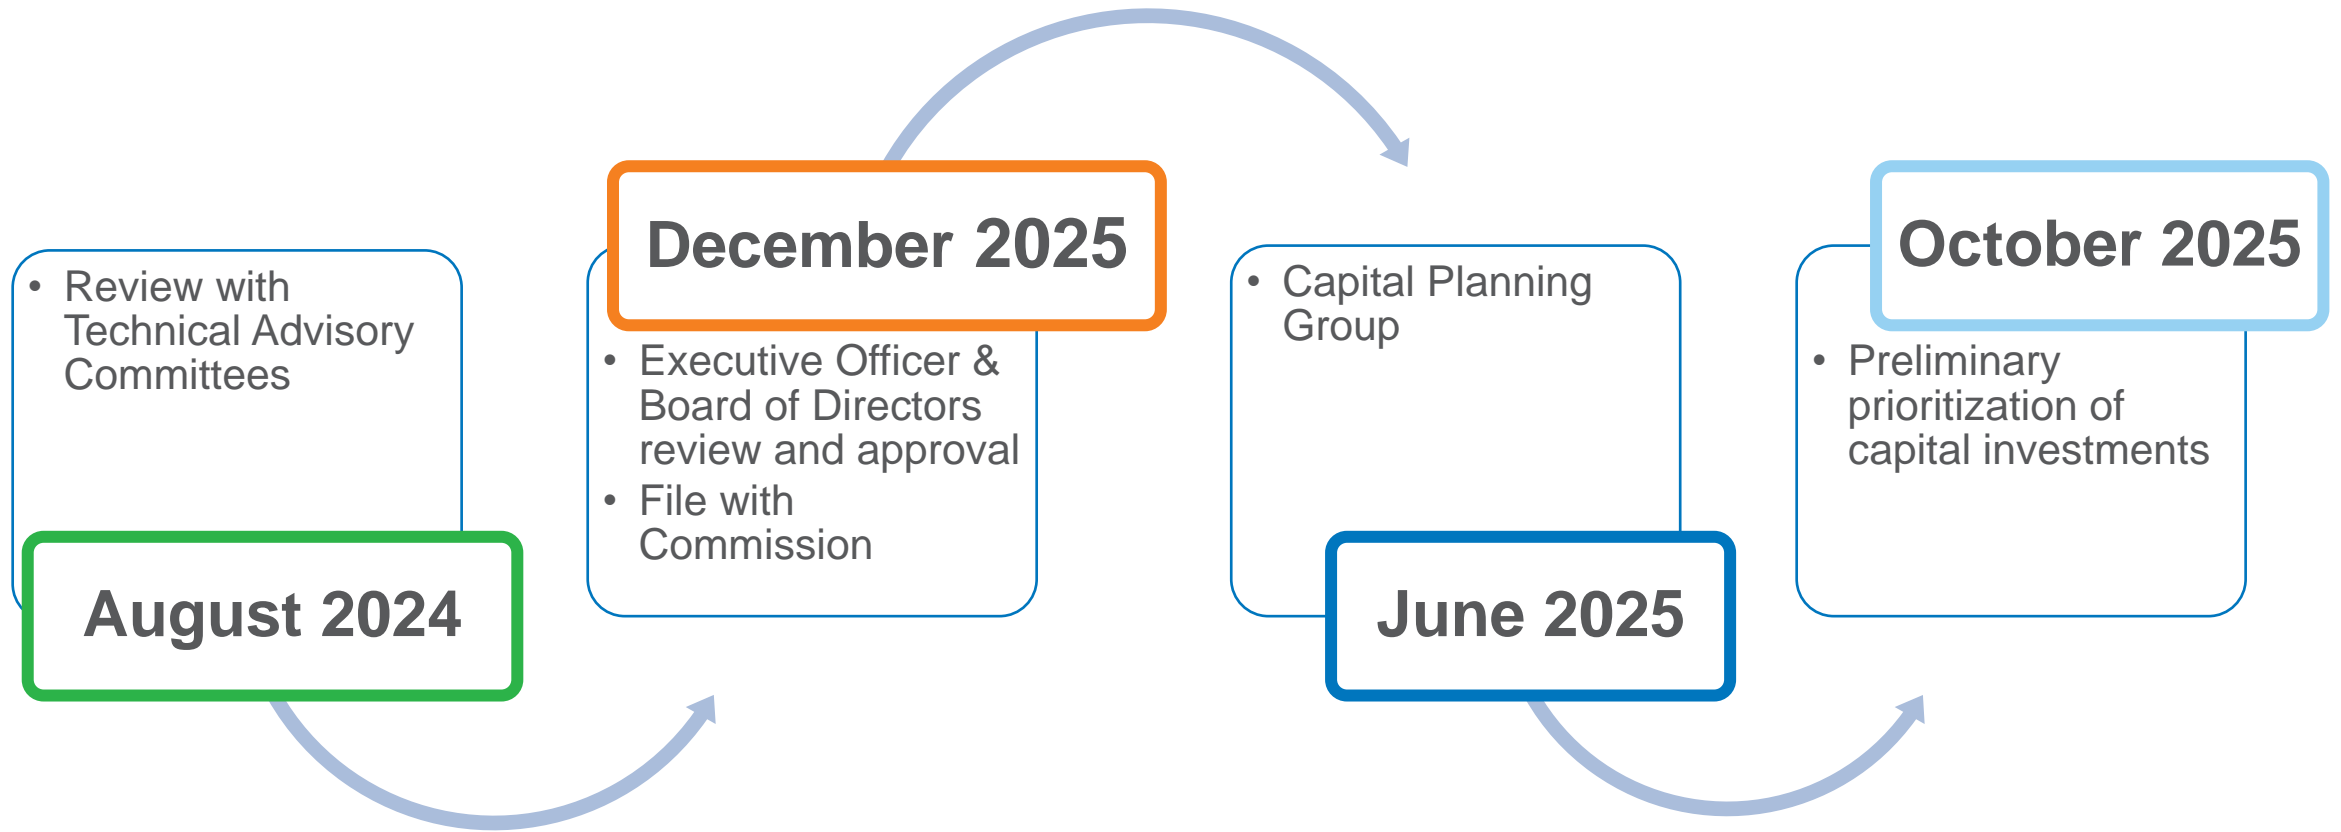 • Review with
Technical Advisory
Committees
August 2024
December 2025
• Executive Officer &
Board of Directors
review and approval
• File with
Commission
• Capital Planning
Group
June 2025
October 2025
• Preliminary
prioritization of
capital investments